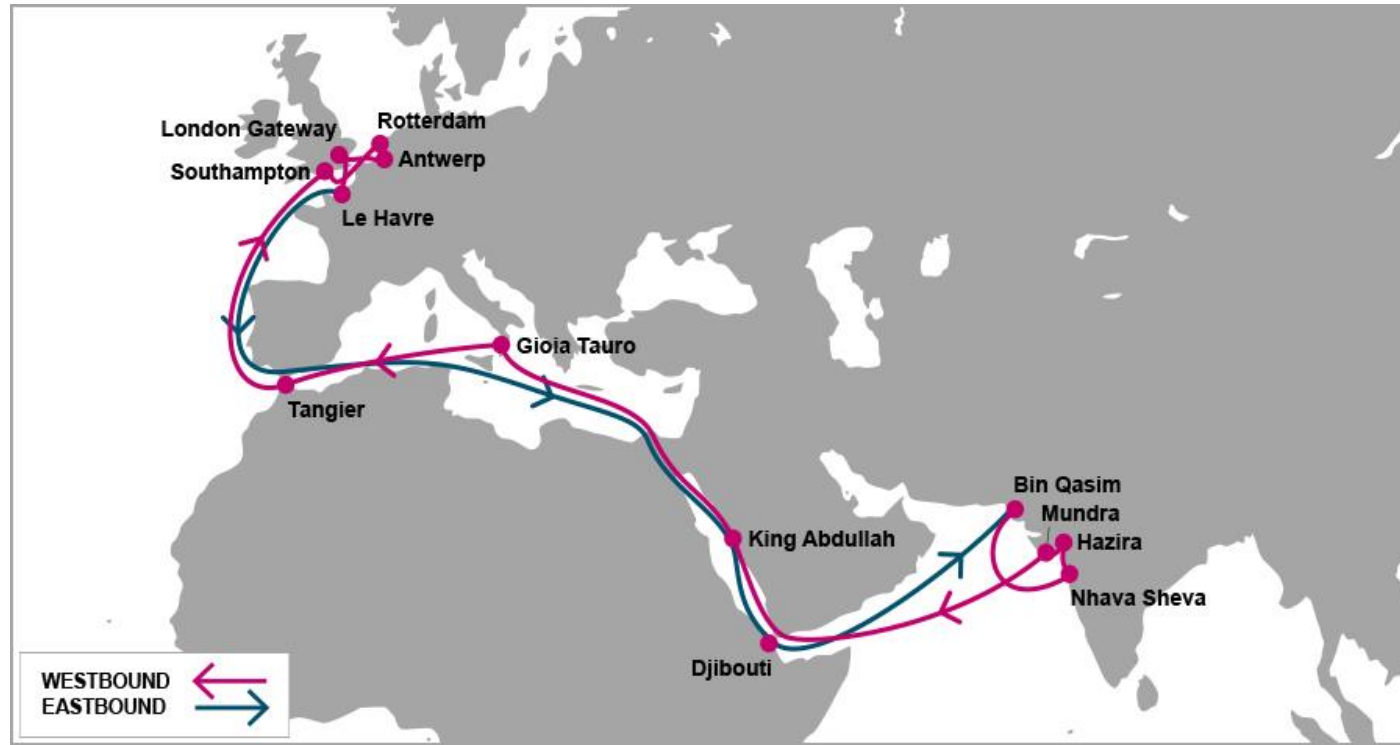 London Gateway
Rotterdam
Southampton
Antwerp
Le Havre
Gioia Tauro
Tangier
Bin Qasim
Mundra
King Abdullah
Hazira
Nhava Sheva
Djibouti
WESTBOUND
EASTBOUND